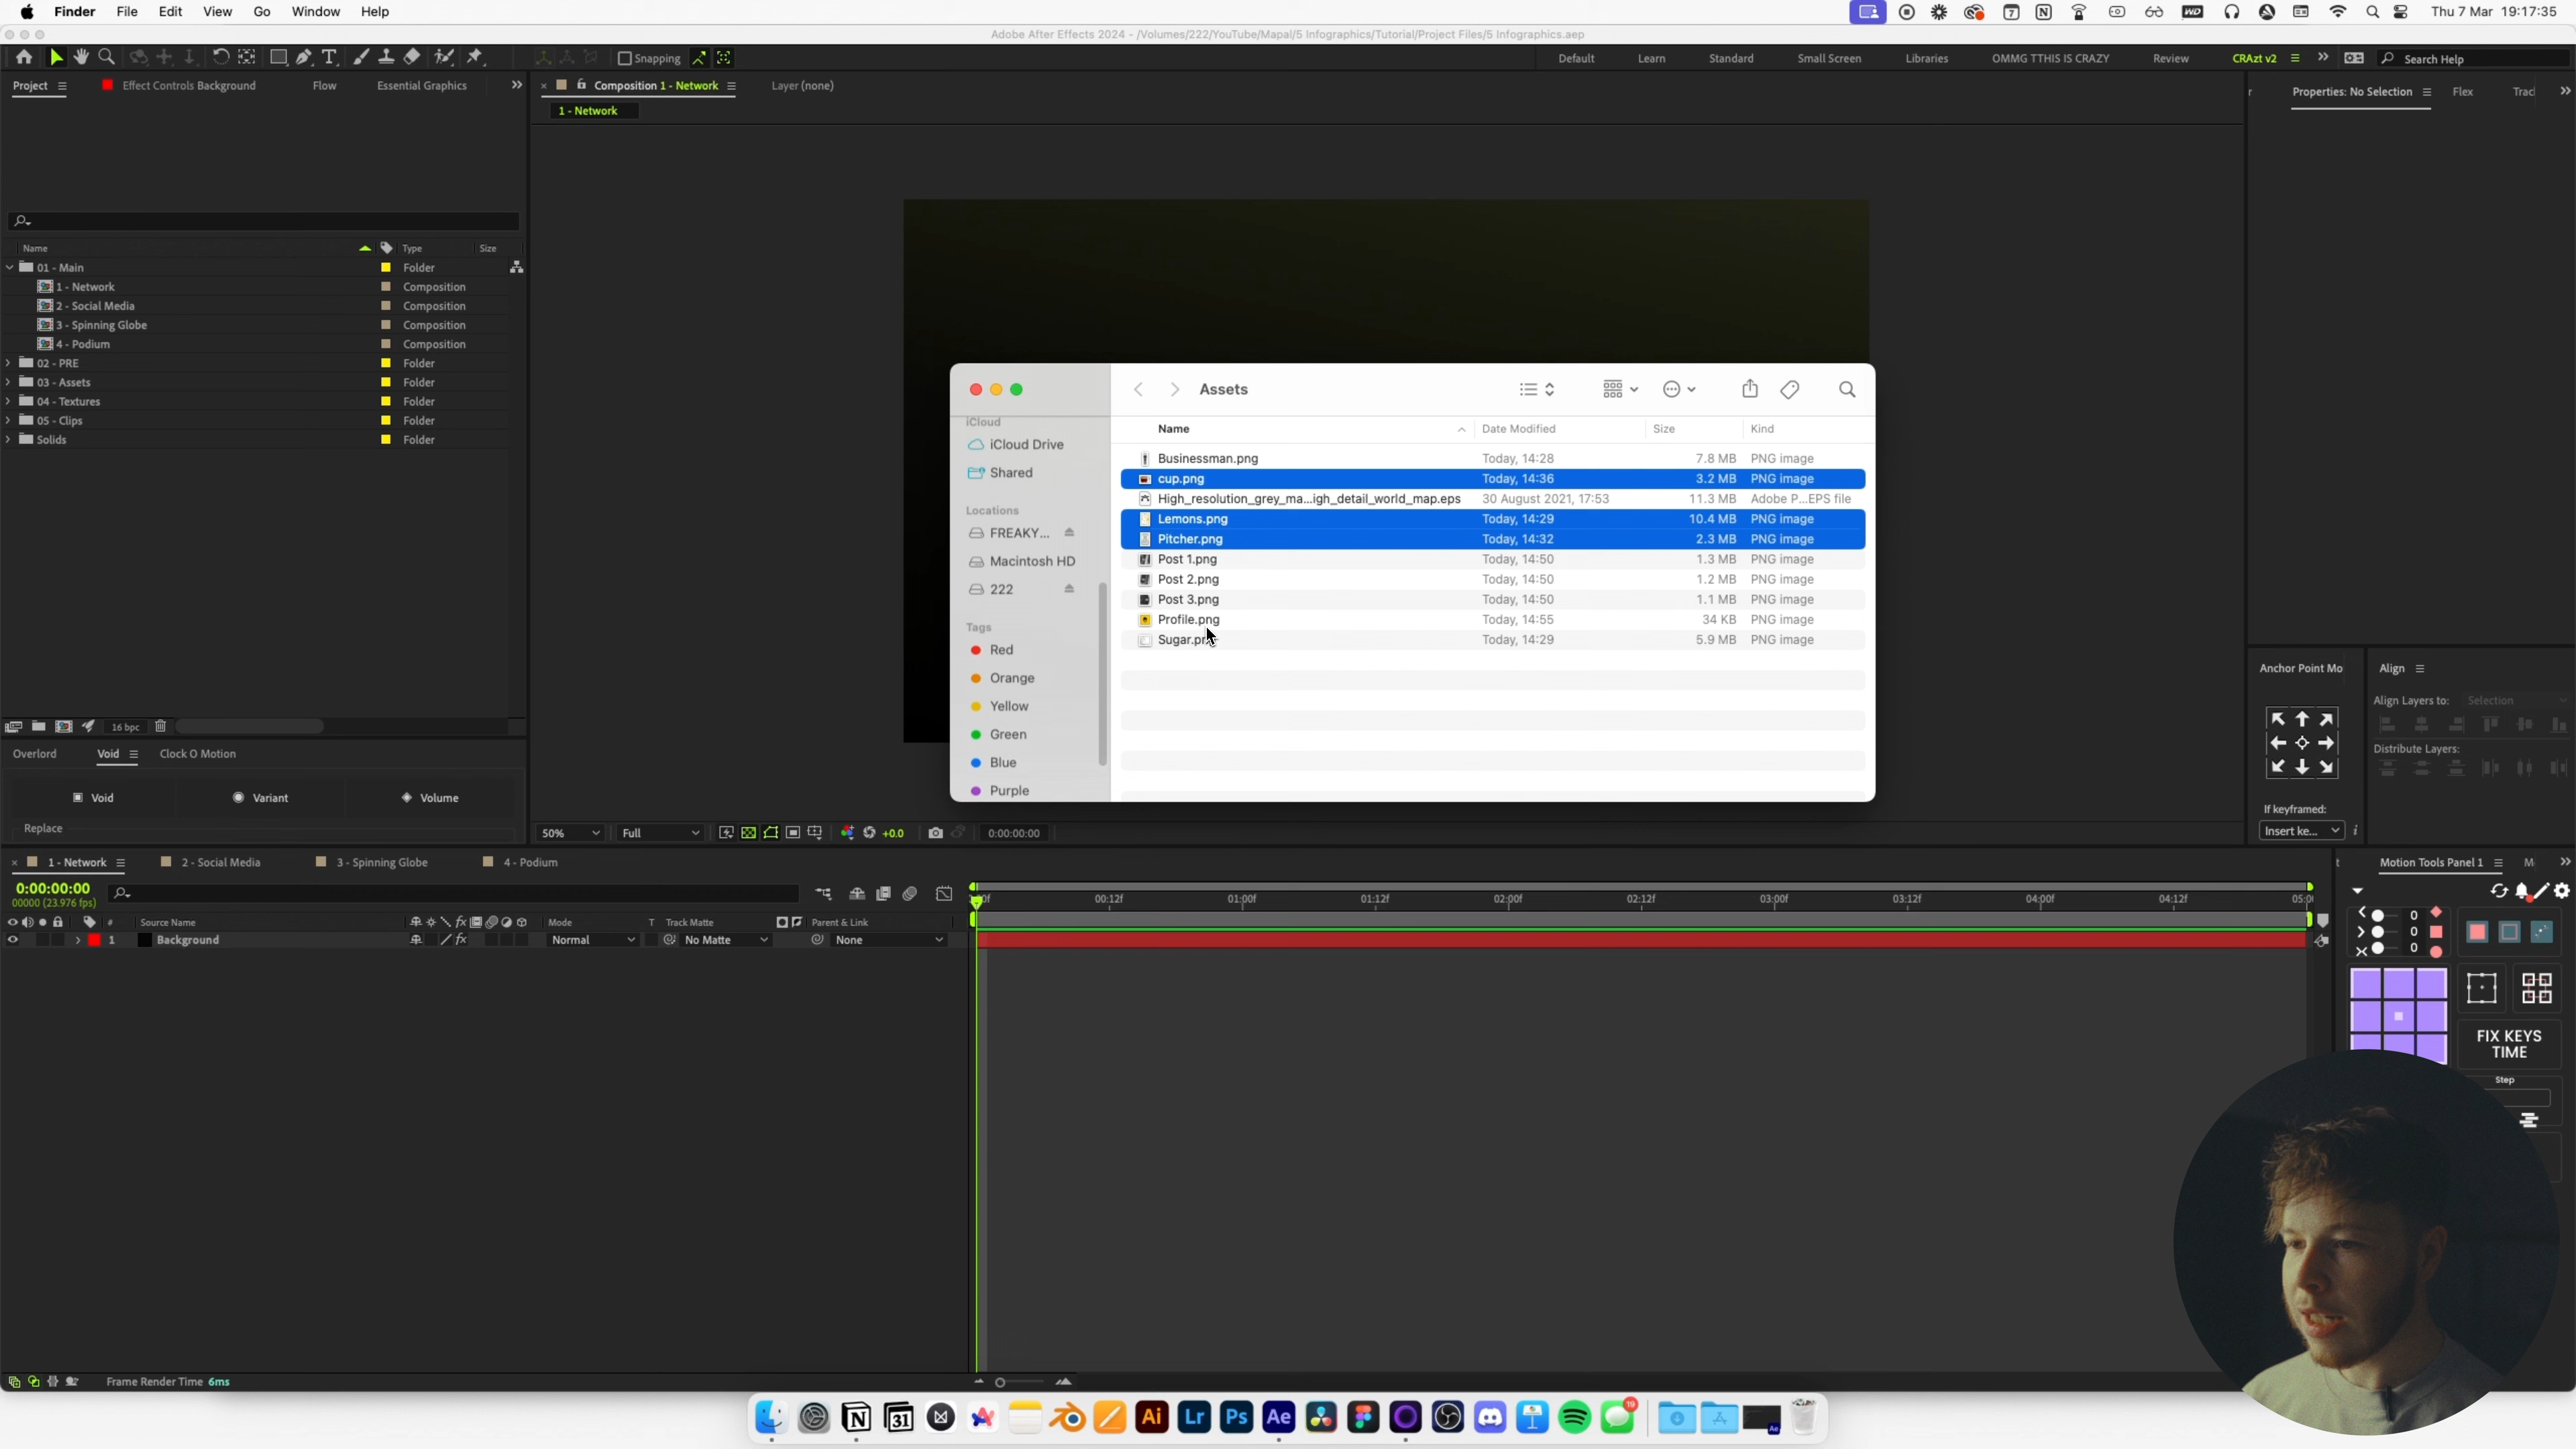 Finder File Edit View Go Window Help
Thu 7 Mar 19:17:35
Adobe After Effects 2024 - /Volumes/222/YouTube/Mapal/5 Infographics/Tutorial/Project Files/5 Infographics.aep
Snapping
Default Learn Standard Small Screen Libraries OMMG TTHIS IS CRAZY Review CRAzt v2 Search Help
Project Effect Controls Background Flow Essential Graphics
Composition 1 - Network Layer (none)
Properties: No Selection Flex
1 - Network
Name Type Size
01 - Main Folder
1 - Network Composition
2 - Social Media Composition
3 - Spinning Globe Composition
4 - Podium Composition
02 - PRE Folder
03 - Assets Folder
04 - Textures Folder
05 - Clips Folder
Solids Folder
16 bpc
Overlord Void Clock O Motion
Void Variant Volume
Replace
Assets
iCloud
iCloud Drive
Shared
Locations
FREAKY...
Macintosh HD
222
Tags
Red
Orange
Yellow
Green
Blue
Purple
Name Date Modified Size Kind
Businessman.png Today, 14:28 7.8 MB PNG image
cup.png Today, 14:36 3.2 MB PNG image
High_resolution_grey_ma...igh_detail_world_map.eps 30 August 2021, 17:53 11.3 MB Adobe P...EPS file
Lemons.png Today, 14:29 10.4 MB PNG image
Pitcher.png Today, 14:32 2.3 MB PNG image
Post 1.png Today, 14:50 1.3 MB PNG image
Post 2.png Today, 14:50 1.2 MB PNG image
Post 3.png Today, 14:50 1.1 MB PNG image
Profile.png Today, 14:55 34 KB PNG image
Today, 14:29 5.9 MB PNG image
50% Full +0.0 0:00:00:00
Anchor Point Mo
If keyframed:
Insert ke...
Align
Align Layers to: Selection
Distribute Layers:
1 - Network 2 - Social Media 3 - Spinning Globe 4 - Podium
0:00:00:00
00000 (23.976 fps)
# Source Name fx Mode T Track Matte Parent & Link
1 Background fx Normal No Matte None
00:12f 01:00f 01:12f 02:00f 02:12f 03:00f 03:12f 04:00f 04:12f
Motion Tools Panel 1
0
0
0
FIX KEYS
TIME
Step
Frame Render Time 6ms
31 Ai Lr Ps Ae 19